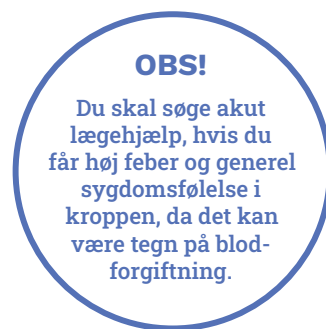 OBS!
Du skal søge akut
lægehjælp, hvis du
får høj feber og generel
sygdomsfølelse i
kroppen, da det kan
være tegn på blod-
forgiftning.